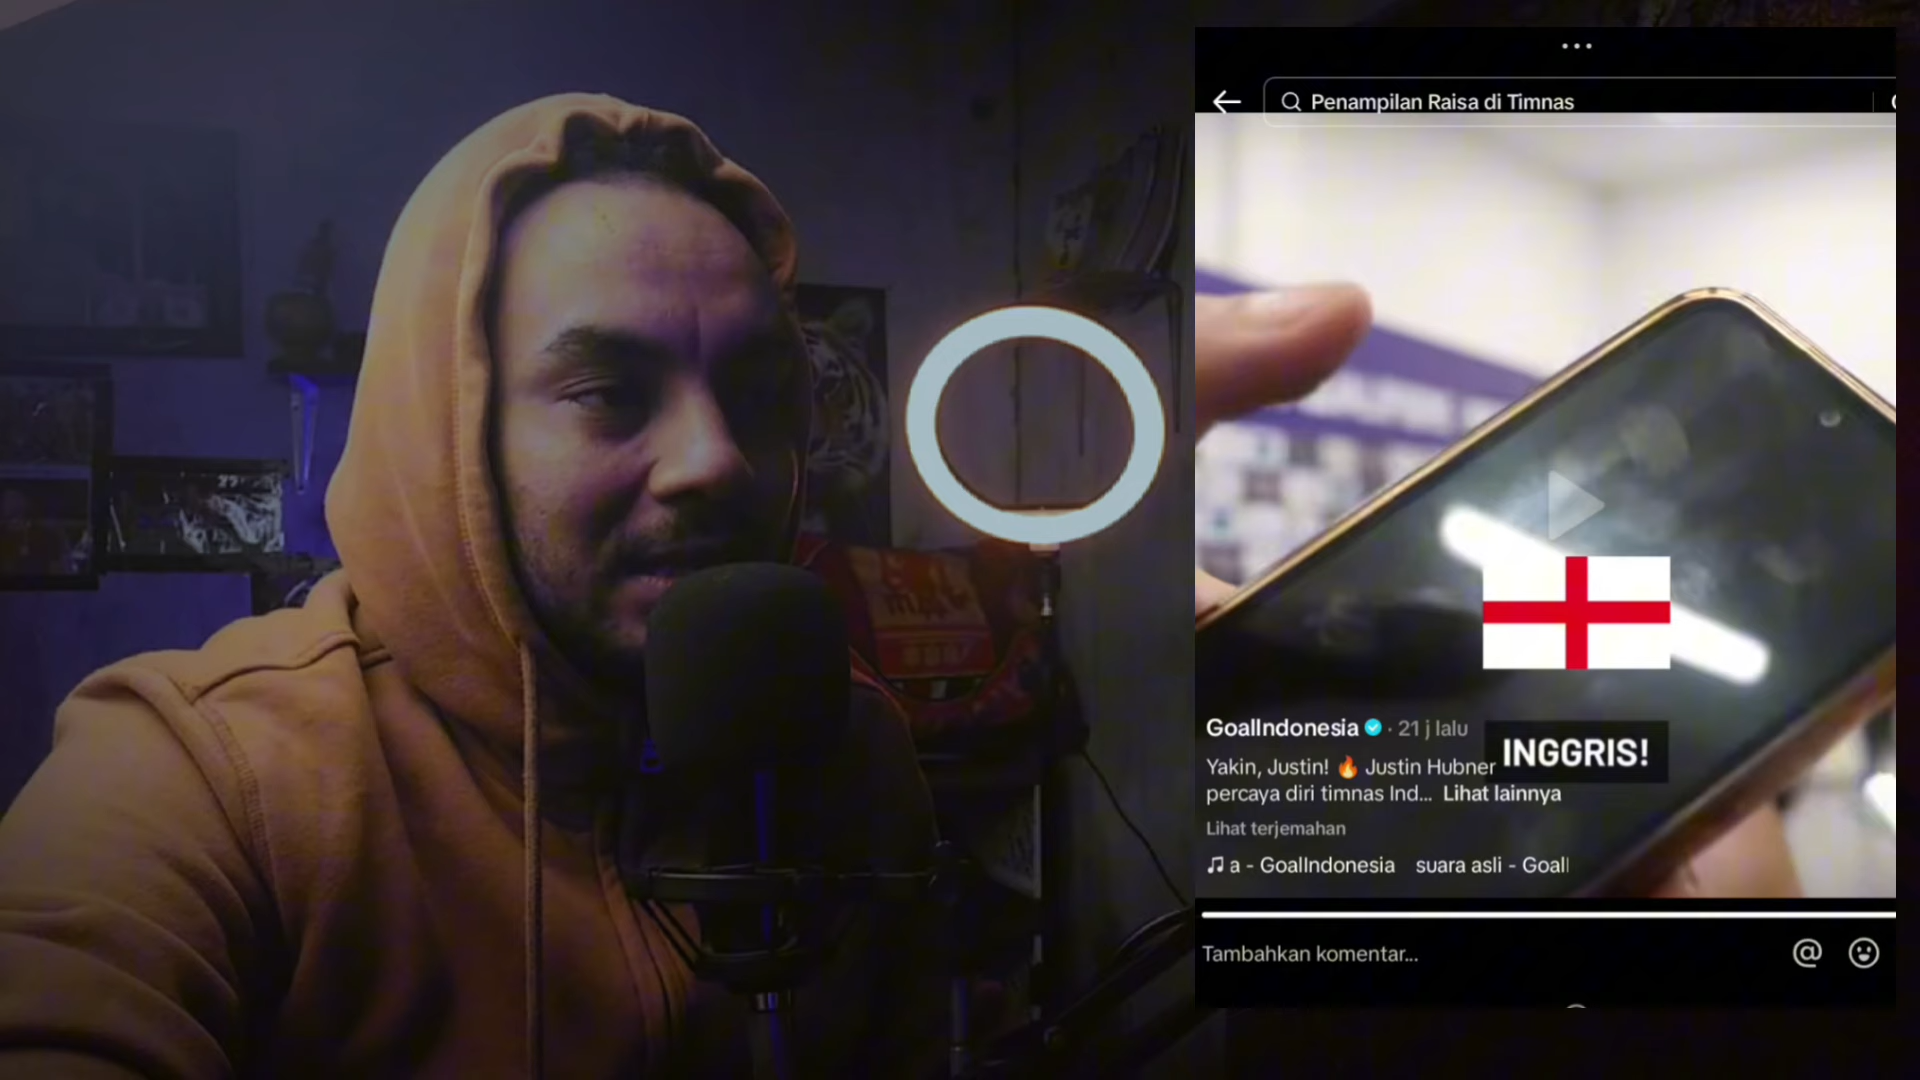 Penampilan Raisa di Timnas
GoalIndonesia · 21 j lalu
INGGRIS!
Yakin, Justin! 🔥 Justin Hubner
percaya diri timnas Ind... Lihat lainnya
Lihat terjemahan
a - GoalIndonesia suara asli - Goall
Tambahkan komentar...